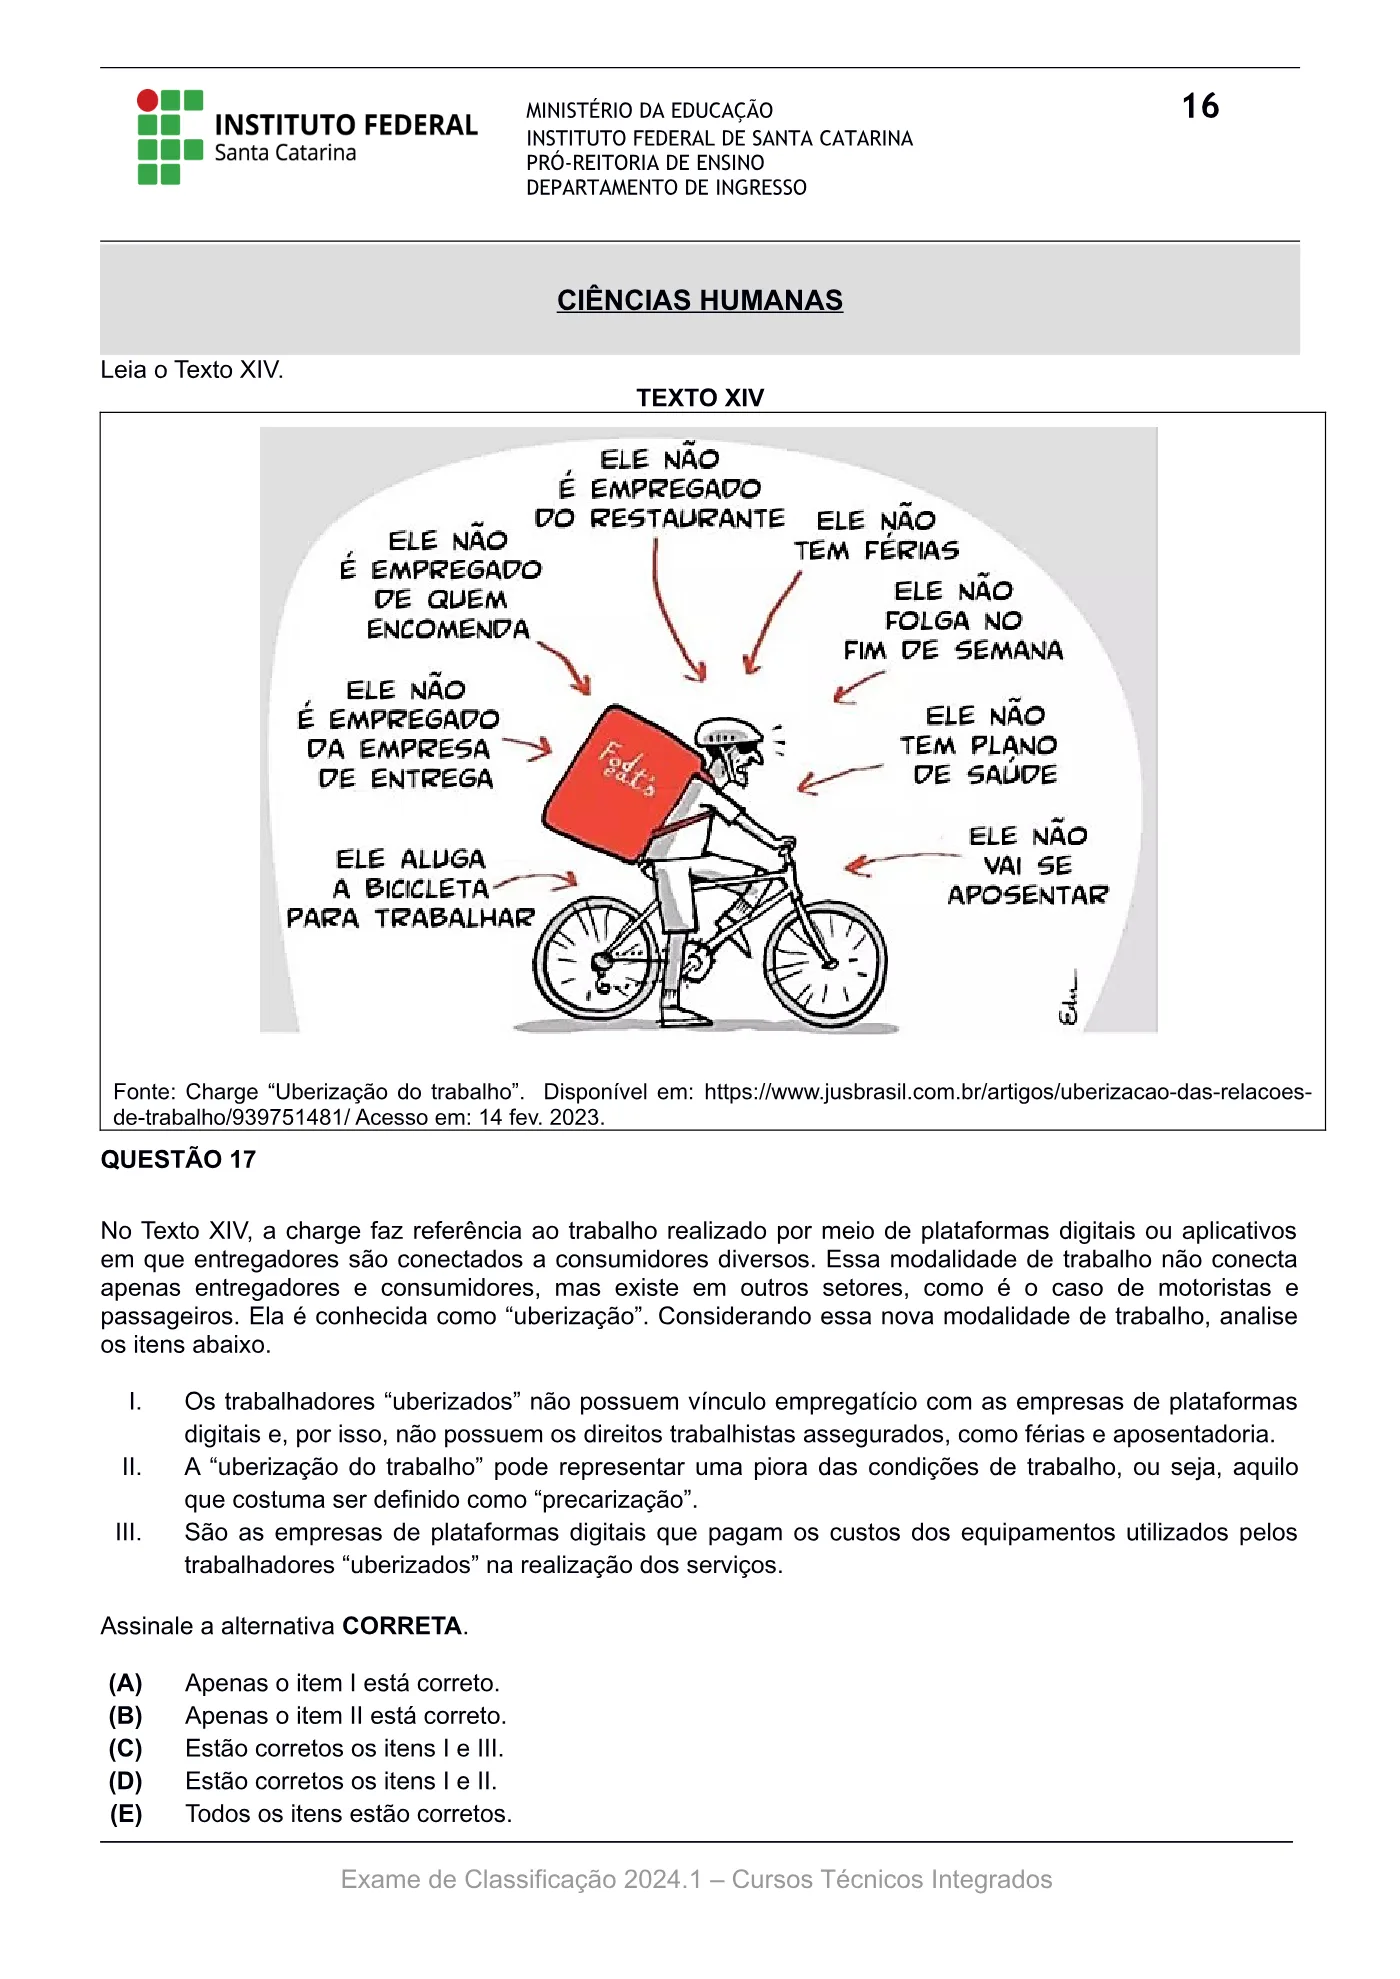 INSTITUTO FEDERAL
Santa Catarina
MINISTÉRIO DA EDUCAÇÃO
INSTITUTO FEDERAL DE SANTA CATARINA
PRÓ-REITORIA DE ENSINO
DEPARTAMENTO DE INGRESSO
16
CIÊNCIAS HUMANAS
Leia o Texto XIV.
TEXTO XIV
ELE NÃO
É EMPREGADO
DO RESTAURANTE
ELE NÃO
TEM FÉRIAS
ELE NÃO
É EMPREGADO
DE QUEM
ENCOMENDA
ELE NÃO
FOLGA NO
FIM DE SEMANA
ELE NÃO
É EMPREGADO
DA EMPRESA
DE ENTREGA
ELE NÃO
TEM PLANO
DE SAÚDE
ELE ALUGA
A BICICLETA
PARA TRABALHAR
ELE NÃO
VAI SE
APOSENTAR
Fonte: Charge “Uberização do trabalho”. Disponível em: https://www.jusbrasil.com.br/artigos/uberizacao-das-relacoes-
de-trabalho/939751481/ Acesso em: 14 fev. 2023.
QUESTÃO 17
No Texto XIV, a charge faz referência ao trabalho realizado por meio de plataformas digitais ou aplicativos
em que entregadores são conectados a consumidores diversos. Essa modalidade de trabalho não conecta
apenas entregadores e consumidores, mas existe em outros setores, como é o caso de motoristas e
passageiros. Ela é conhecida como “uberização”. Considerando essa nova modalidade de trabalho, analise
os itens abaixo.
I. Os trabalhadores “uberizados” não possuem vínculo empregatício com as empresas de plataformas
digitais e, por isso, não possuem os direitos trabalhistas assegurados, como férias e aposentadoria.
II. A “uberização do trabalho” pode representar uma piora das condições de trabalho, ou seja, aquilo
que costuma ser definido como “precarização”.
III. São as empresas de plataformas digitais que pagam os custos dos equipamentos utilizados pelos
trabalhadores “uberizados” na realização dos serviços.
Assinale a alternativa CORRETA.
(A) Apenas o item I está correto.
(B) Apenas o item II está correto.
(C) Estão corretos os itens I e III.
(D) Estão corretos os itens I e II.
(E) Todos os itens estão corretos.
Exame de Classificação 2024.1 – Cursos Técnicos Integrados